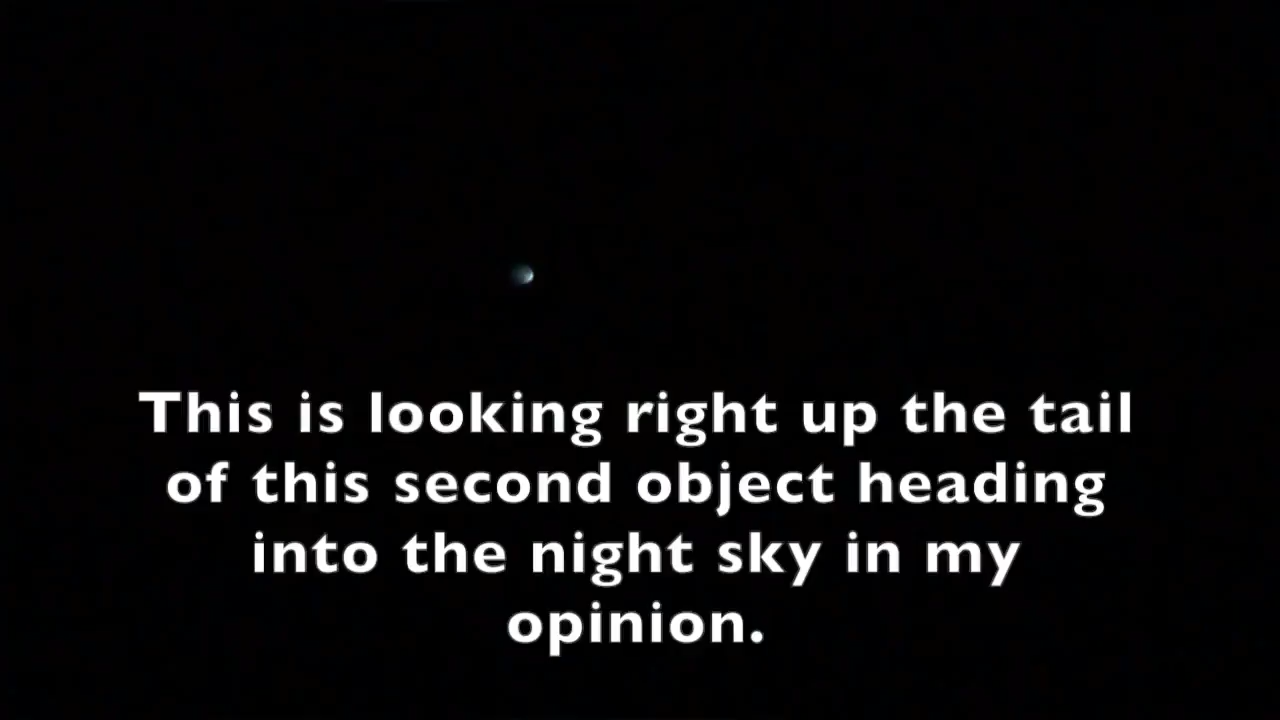 This is looking right up the tail
of this second object heading
into the night sky in my
opinion.